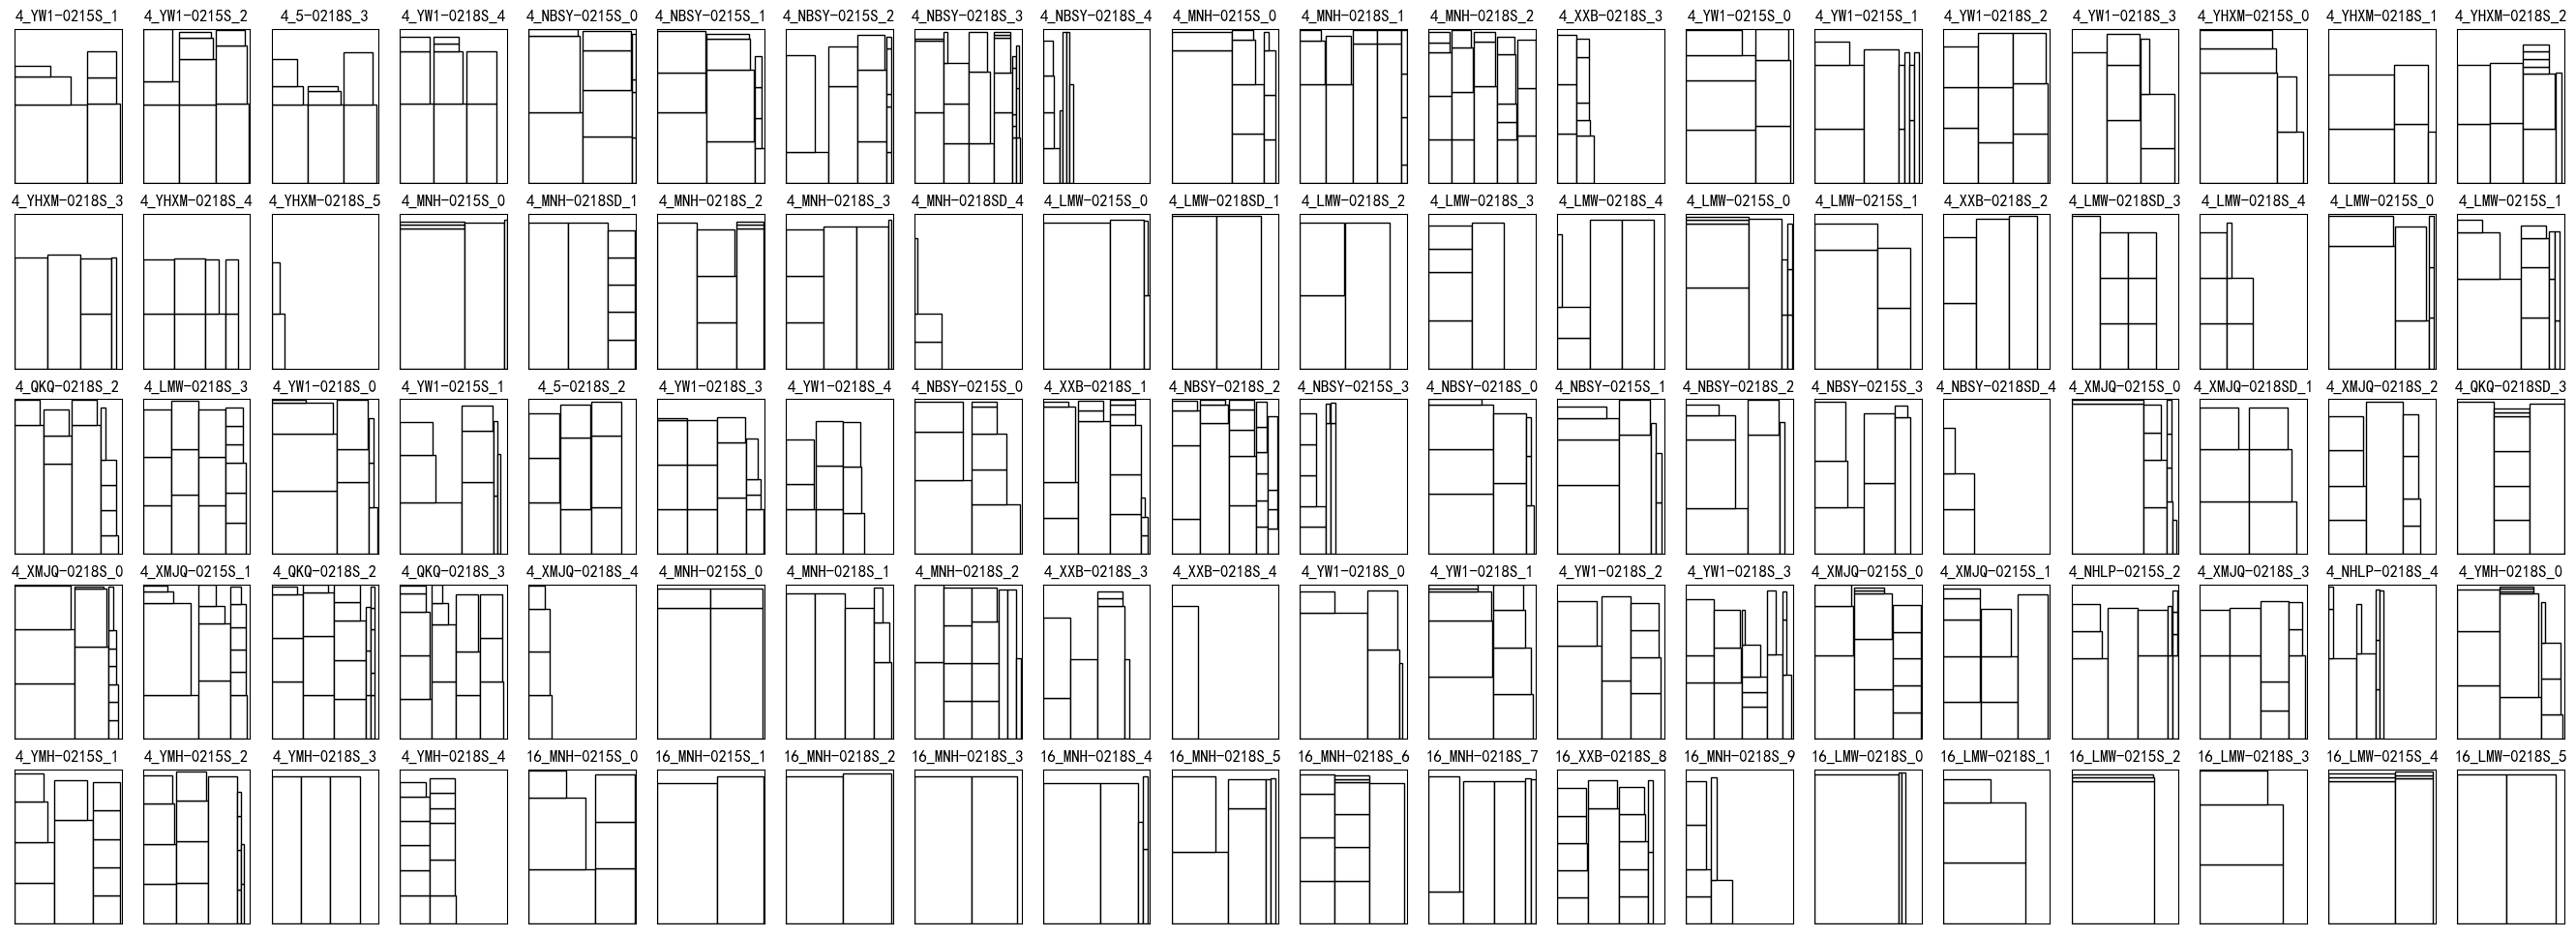 4_YW1-0215S_1 4_YW1-0218S_2 4_5-0218S_3 4_YW1-0218S_4 4_NBSY-0215S_0 4_NBSY-0215S_1 4_NBSY-0215S_2 4_NBSY-0218S_3 4_NBSY-0218S_4 4_MNH-0215S_0 4_MNH-0218S_1 4_MNH-0218S_2 4_XXB-0218S_3 4_YW1-0215S_0 4_YW1-0215S_1 4_YW1-0218S_2 4_YW1-0218S_3 4_YHXM-0215S_0 4_YHXM-0218S_1 4_YHXM-0218S_2
4_YHXM-0218S_3 4_YHXM-0218S_4 4_YHXM-0218S_5 4_MNH-0215S_0 4_MNH-0218SD_1 4_MNH-0218S_2 4_MNH-0218S_3 4_MNH-0218SD_4 4_LMW-0215S_0 4_LMW-0218SD_1 4_LMW-0218S_2 4_LMW-0218S_3 4_LMW-0218S_4 4_LMW-0215S_0 4_LMW-0215S_1 4_XXB-0218S_2 4_LMW-0218SD_3 4_LMW-0218S_4 4_LMW-0215S_0 4_LMW-0215S_1
4_QKQ-0218S_2 4_LMW-0218S_3 4_YW1-0218S_0 4_YW1-0215S_1 4_5-0218S_2 4_YW1-0218S_3 4_YW1-0218S_4 4_NBSY-0215S_0 4_XXB-0218S_1 4_NBSY-0218S_2 4_NBSY-0215S_3 4_NBSY-0218S_0 4_NBSY-0215S_1 4_NBSY-0218S_2 4_NBSY-0215S_3 4_NBSY-0218SD_4 4_XMJQ-0215S_0 4_XMJQ-0218SD_1 4_XMJQ-0218S_2 4_QKQ-0218SD_3
4_XMJQ-0218S_0 4_XMJQ-0215S_1 4_QKQ-0218S_2 4_QKQ-0218S_3 4_XMJQ-0218S_4 4_MNH-0215S_0 4_MNH-0218S_1 4_MNH-0218S_2 4_XXB-0218S_3 4_XXB-0218S_4 4_YW1-0218S_0 4_YW1-0218S_1 4_YW1-0218S_2 4_YW1-0218S_3 4_XMJQ-0215S_0 4_XMJQ-0215S_1 4_NHLP-0215S_2 4_XMJQ-0218S_3 4_NHLP-0218S_4 4_YMH-0218S_0
4_YMH-0215S_1 4_YMH-0215S_2 4_YMH-0218S_3 4_YMH-0218S_4 16_MNH-0215S_0 16_MNH-0215S_1 16_MNH-0218S_2 16_MNH-0218S_3 16_MNH-0215S_4 16_MNH-0218S_5 16_MNH-0218S_6 16_MNH-0218S_7 16_XXB-0218S_8 16_MNH-0218S_9 16_LMW-0218S_0 16_LMW-0218S_1 16_LMW-0215S_2 16_LMW-0218S_3 16_LMW-0215S_4 16_LMW-0218S_5